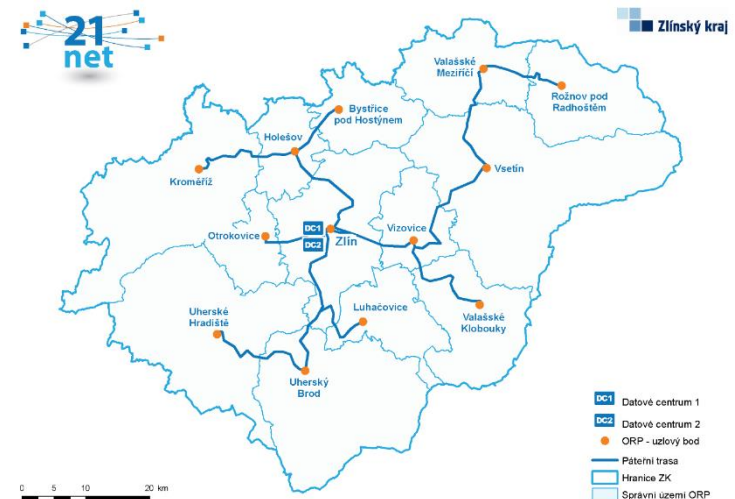 21
net
Zlínský kraj
Valašské
Meziříčí
Rožnov pod
Radhoštěm
Bystřice
pod Hostýnem
Holešov
Kroměříž
Vsetín
DC1
DC2
Otrokovice
Zlín
Vizovice
Luhačovice
Uherské
Hradiště
Valašské
Klobouky
Uherský
Brod
DC1 Datové centrum 1
DC2 Datové centrum 2
ORP - uzlový bod
Páteřní trasa
Hranice ZK
Správní území ORP
0 5 10 20 km